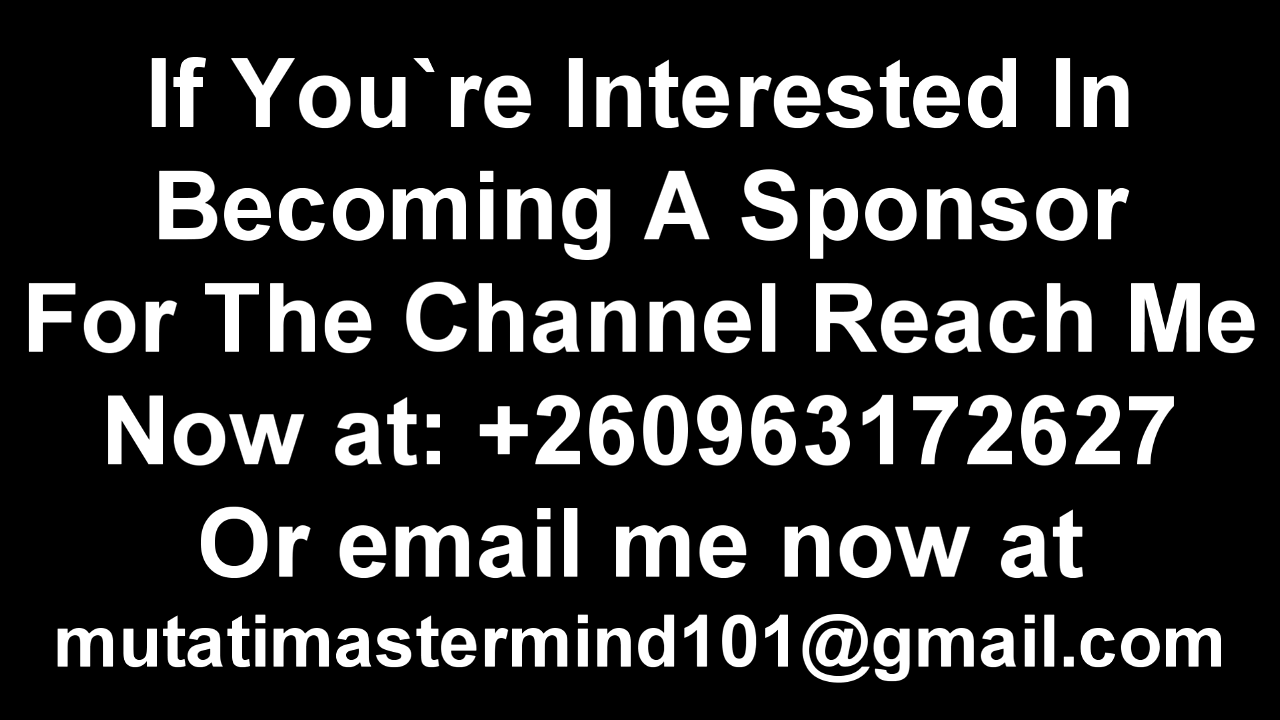 If You`re Interested In
Becoming A Sponsor
For The Channel Reach Me
Now at: +260963172627
Or email me now at
mutatimastermind101@gmail.com